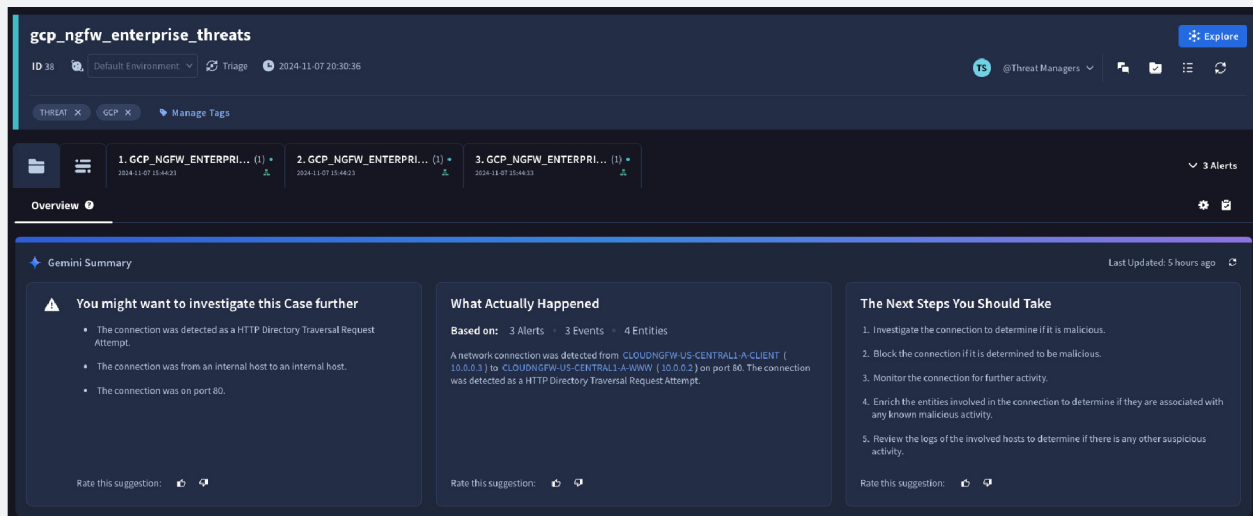 gcp_ngfw_enterprise_threats
Explore
ID 38 Default Environment Triage 2024-11-07 20:30:36 TS @Threat Managers
THREAT GCP Manage Tags
1. GCP_NGFW_ENTERPRI... (1) 2. GCP_NGFW_ENTERPRI... (1) 3. GCP_NGFW_ENTERPRI... (1) 3 Alerts
2024-11-07 15:44:23 2024-11-07 15:44:23 2024-11-07 15:44:33
Overview
Gemini Summary Last Updated: 5 hours ago
You might want to investigate this Case further
• The connection was detected as a HTTP Directory Traversal Request
Attempt.
• The connection was from an internal host to an internal host.
• The connection was on port 80.
Rate this suggestion:
What Actually Happened
Based on: 3 Alerts 3 Events 4 Entities
A network connection was detected from CLOUDNGFW-US-CENTRAL1-A-CLIENT (
10.0.0.3 ) to CLOUDNGFW-US-CENTRAL1-A-WWW ( 10.0.0.2 ) on port 80. The connection
was detected as a HTTP Directory Traversal Request Attempt.
Rate this suggestion:
The Next Steps You Should Take
1. Investigate the connection to determine if it is malicious.
2. Block the connection if it is determined to be malicious.
3. Monitor the connection for further activity.
4. Enrich the entities involved in the connection to determine if they are associated with
any known malicious activity.
5. Review the logs of the involved hosts to determine if there is any other suspicious
activity.
Rate this suggestion: